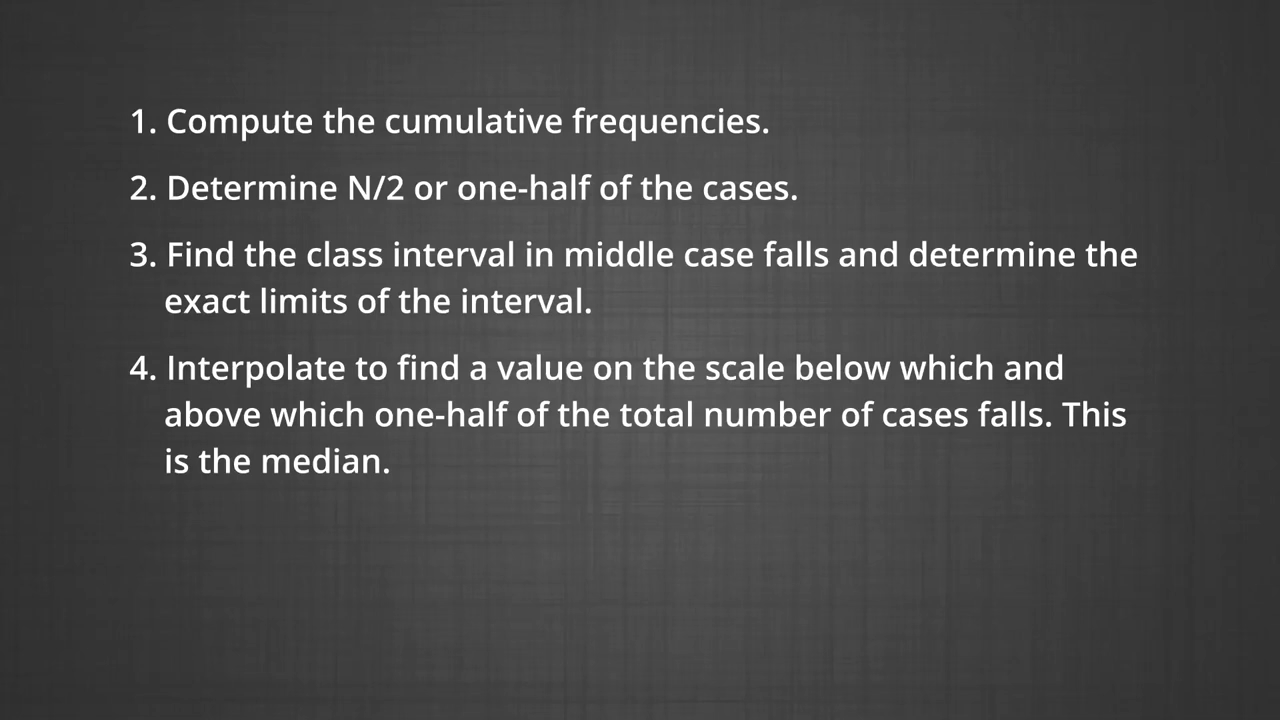 1. Compute the cumulative frequencies.
2. Determine N/2 or one-half of the cases.
3. Find the class interval in middle case falls and determine the
exact limits of the interval.
4. Interpolate to find a value on the scale below which and
above which one-half of the total number of cases falls. This
is the median.